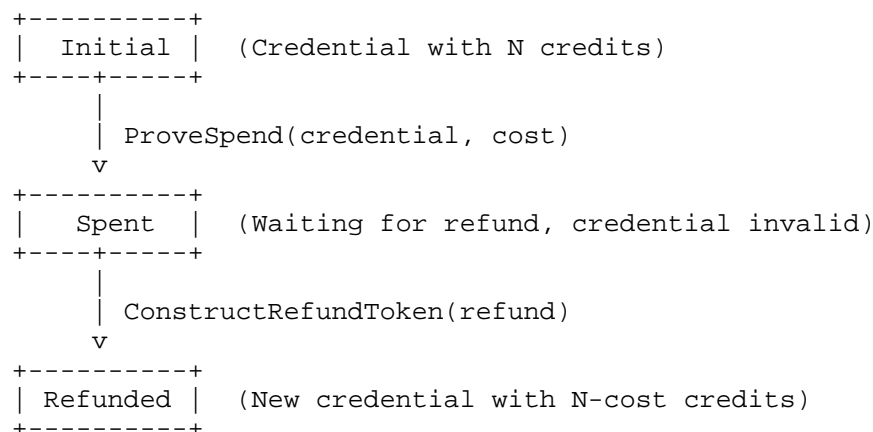 +----------+
|  Initial |  (Credential with N credits)
+----+-----+
     |
     | ProveSpend(credential, cost)
     v
+----------+
|   Spent  |  (Waiting for refund, credential invalid)
+----+-----+
     |
     | ConstructRefundToken(refund)
     v
+----------+
| Refunded |  (New credential with N-cost credits)
+----------+